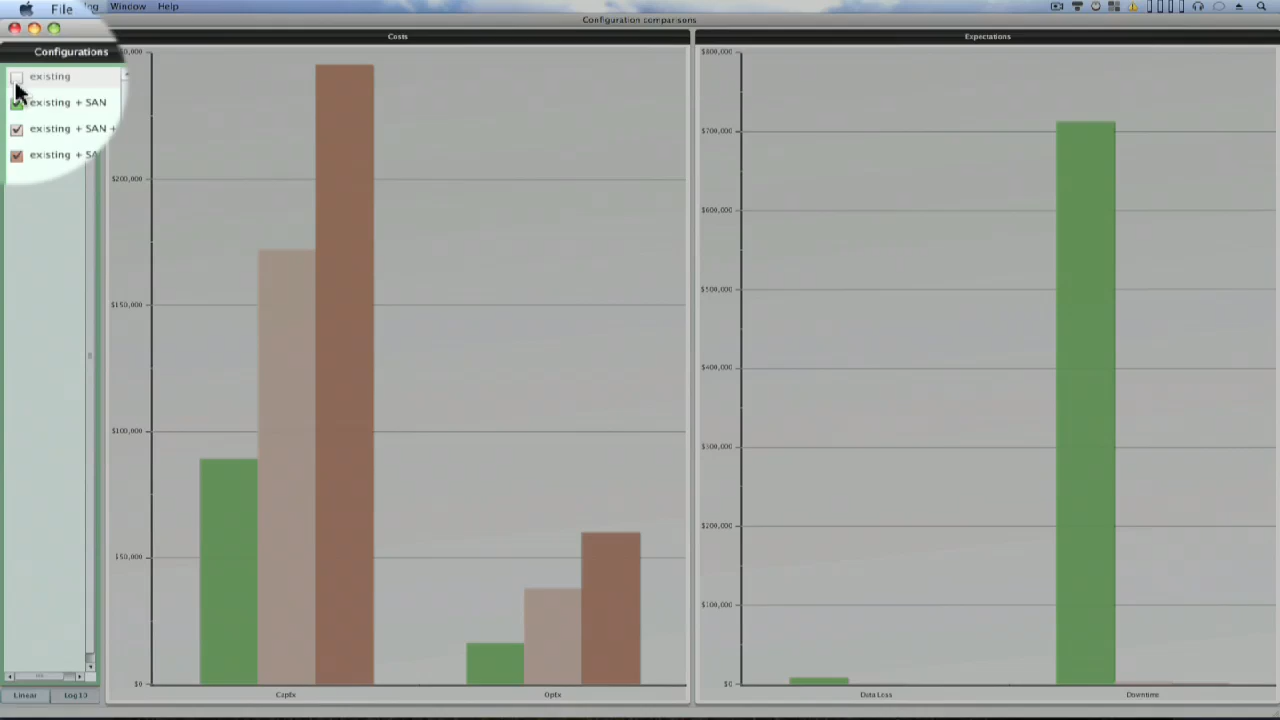 File
Window Help
Configuration comparisons
Configurations
existing
existing + SAN
existing + SAN +
existing +
Linear
Log10
Costs
$200,000
$150,000
$100,000
$50,000
$0
CapEx
OpEx
Expectations
$800,000
$700,000
$600,000
$500,000
$400,000
$300,000
$200,000
$100,000
$0
Data Loss
Downtime